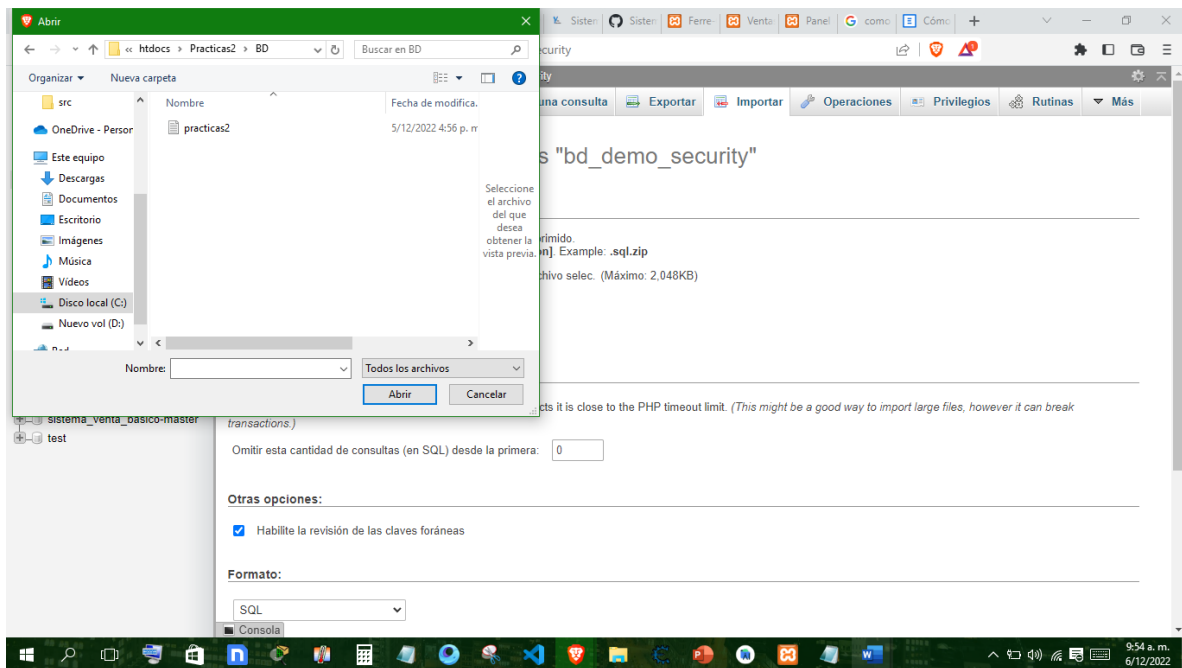 Abrir
Sisten
Sisten
Ferre-
Venta
Panel
como
Cómo
« htdocs > Practicas2 > BD
Buscar en BD
ecurity
Organizar
Nueva carpeta
ity
una consulta
Exportar
Importar
Operaciones
Privilegios
Rutinas
Más
src
Nombre
Fecha de modifica
OneDrive - Person
practicas2
5/12/2022 4:56 p. m
Este equipo
s "bd_demo_security"
Descargas
Documentos
Escritorio
Imágenes
Música
Vídeos
Disco local (C:)
Nuevo vol (D:)
Seleccione
el archivo
del que
desea
obtener la
vista previa.
rimido.
on]. Example: .sql.zip
chivo selec. (Máximo: 2,048KB)
Nombre:
Todos los archivos
Abrir
Cancelar
cts it is close to the PHP timeout limit. (This might be a good way to import large files, however it can break
transactions.)
sistema_venta_basico-master
test
Omitir esta cantidad de consultas (en SQL) desde la primera: 0
Otras opciones:
Habilite la revisión de las claves foráneas
Formato:
SQL
Consola
9:54 a. m.
6/12/2022